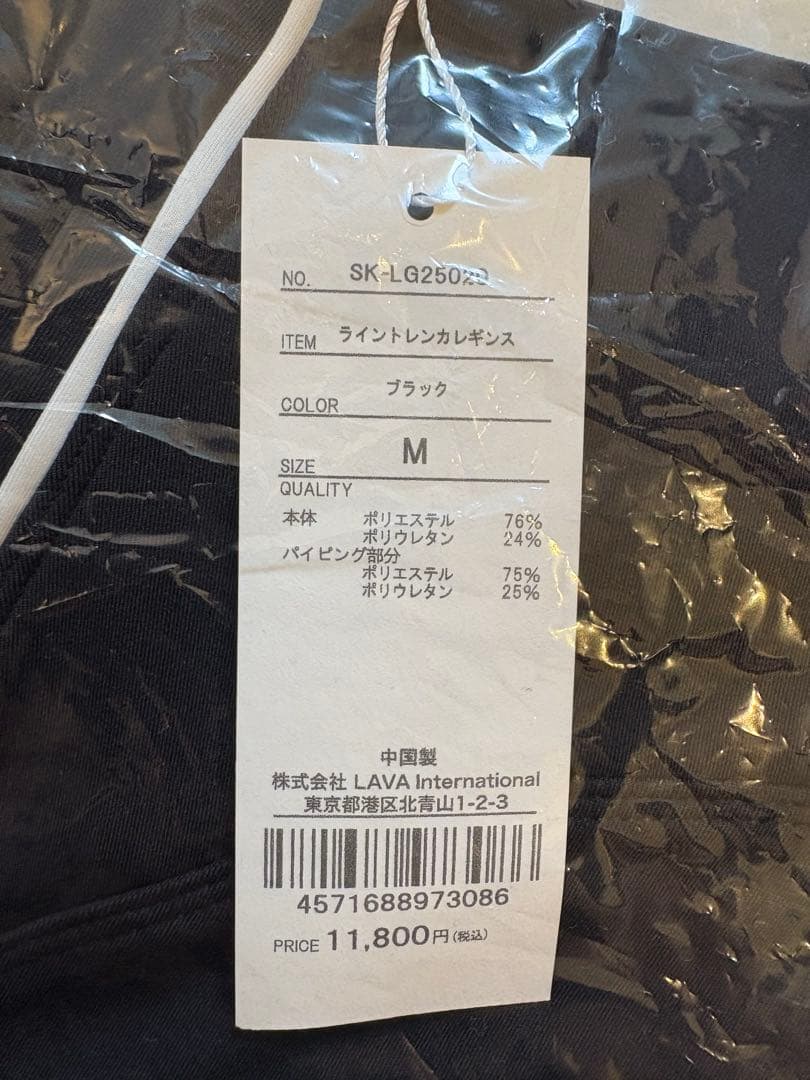 NO. SK-LG25020
ITEM ライントレンカレギンス
COLOR ブラック
SIZE M
QUALITY
本体 ポリエステル 76%
ポリウレタン 24%
パイピング部分
ポリエステル 75%
ポリウレタン 25%
中国製
株式会社 LAVA International
東京都港区北青山1-2-3
4571688973086
PRICE 11,800円(税込)